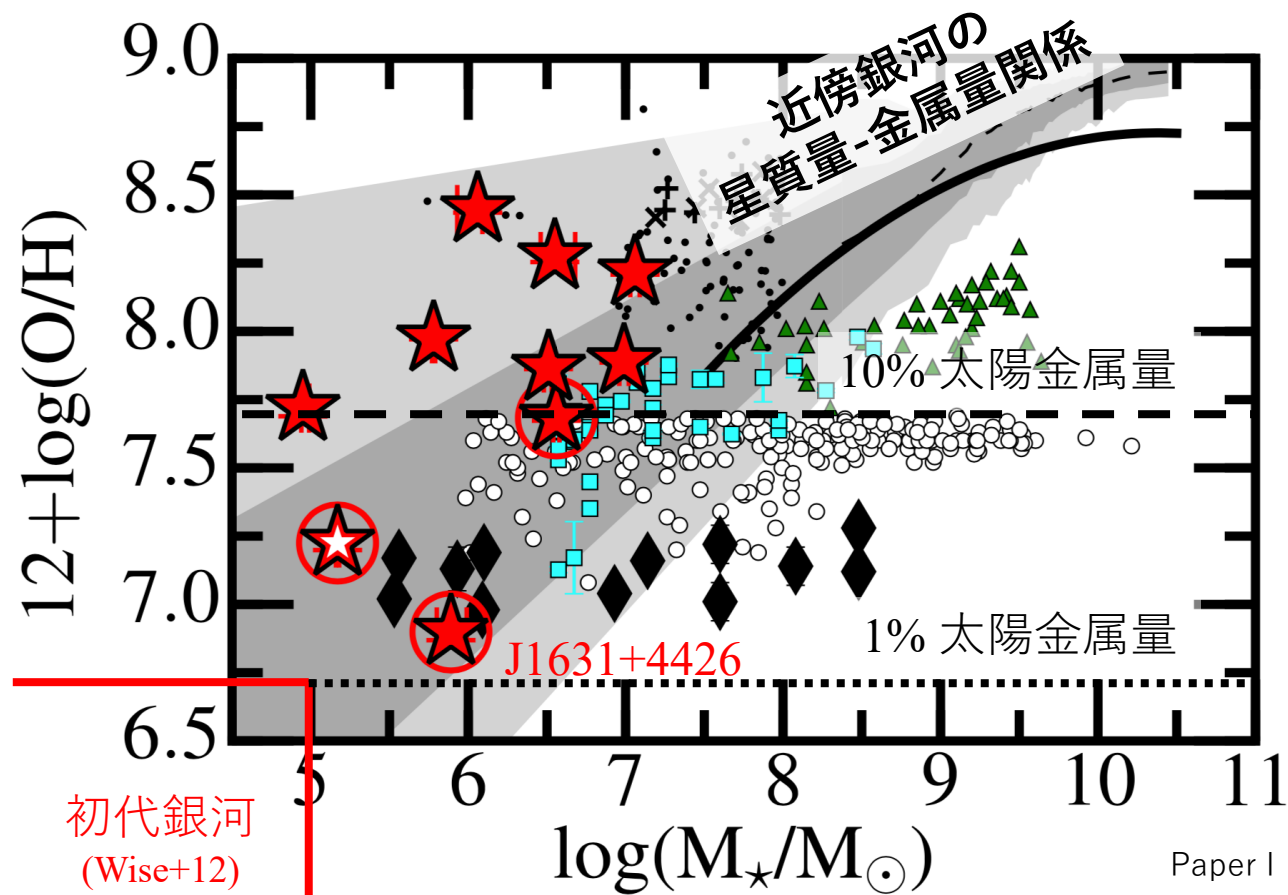 近傍銀河の
星質量-金属量関係
9.0
8.5
8.0
7.5
7.0
6.5
12+log(O/H)
10% 太陽金属量
1% 太陽金属量
J1631+4426
5 6 7 8 9 10 11
初代銀河
(Wise+12)
log(M⋆/M☉)
Paper I